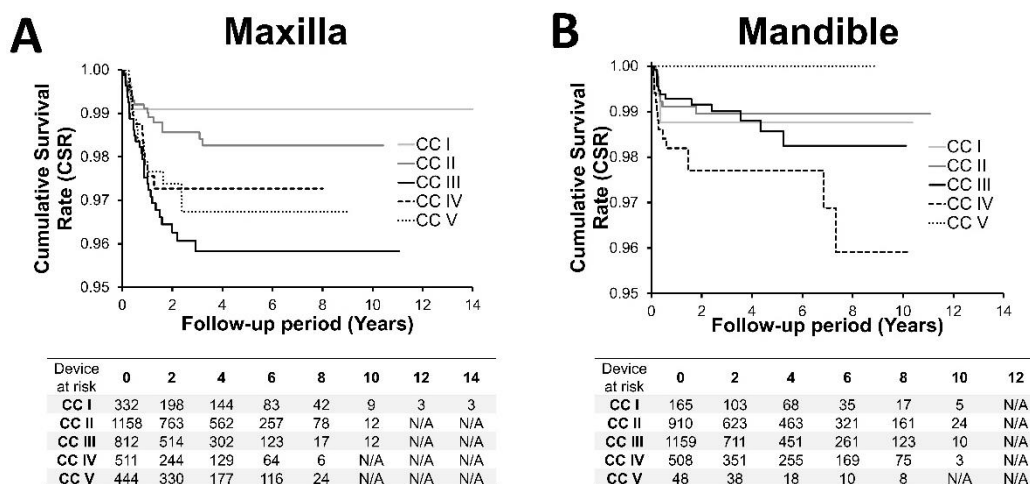 A Maxilla
Cumulative Survival Rate (CSR)
1.00
0.99
0.98
0.97
0.96
0.95
CC I
CC II
CC III
CC IV
CC V
0 2 4 6 8 10 12 14
Follow-up period (Years)
Device at risk 0 2 4 6 8 10 12 14
CC I 332 198 144 83 42 9 3 3
CC II 1158 763 562 257 78 12 N/A N/A
CC III 812 514 302 123 17 12 N/A N/A
CC IV 511 244 129 64 6 N/A N/A N/A
CC V 444 330 177 116 24 N/A N/A N/A
B Mandible
Cumulative Survival Rate (CSR)
1.00
0.99
0.98
0.97
0.96
0.95
CC I
CC II
CC III
CC IV
CC V
0 2 4 6 8 10 12
Follow-up period (Years)
Device at risk 0 2 4 6 8 10 12
CC I 165 103 68 35 17 5 N/A
CC II 910 623 463 321 161 24 N/A
CC III 1159 711 451 261 123 10 N/A
CC IV 508 351 255 169 75 3 N/A
CC V 48 38 18 10 8 N/A N/A